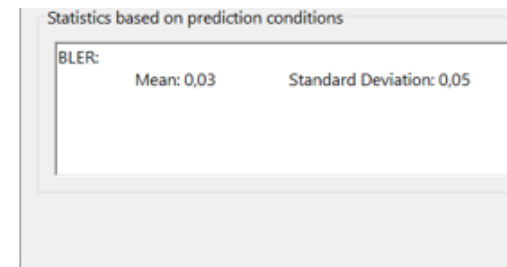 Statistics based on prediction conditions
BLER:
Mean: 0,03 Standard Deviation: 0,05